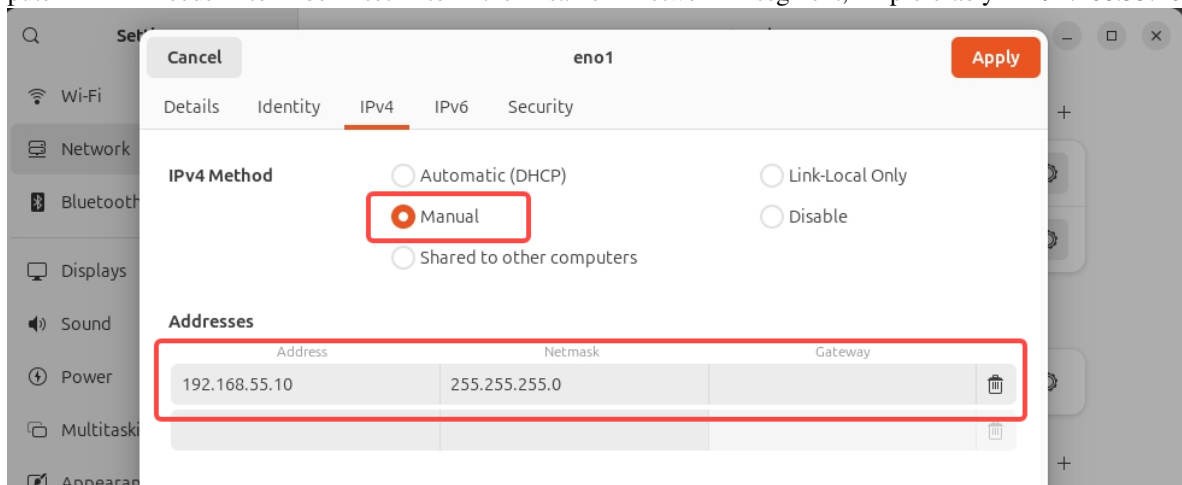 Set
Cancel
eno1
Apply
Wi-Fi
Details Identity IPv4 IPv6 Security
Network
IPv4 Method
Automatic (DHCP)
Link-Local Only
Bluetooth
Manual
Disable
Shared to other computers
Displays
Sound
Addresses
Address Netmask Gateway
Power
192.168.55.10 255.255.255.0
Multitaski
Appearan